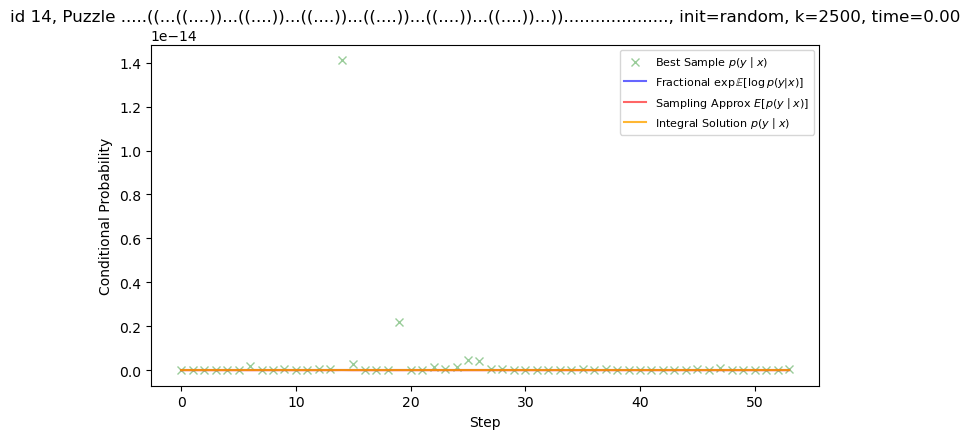 id 14, Puzzle .....((...((....))...((....))...((....))...((....))...((....))...((....))...))....................., init=random, k=2500, time=0.00
1e−14
1.4
1.2
1.0
0.8
0.6
0.4
0.2
0.0
Conditional Probability
0 10 20 30 40 50
Step
Best Sample p(y | x)
Fractional exp𝔼[log p(y|x)]
Sampling Approx E[p(y | x)]
Integral Solution p(y | x)